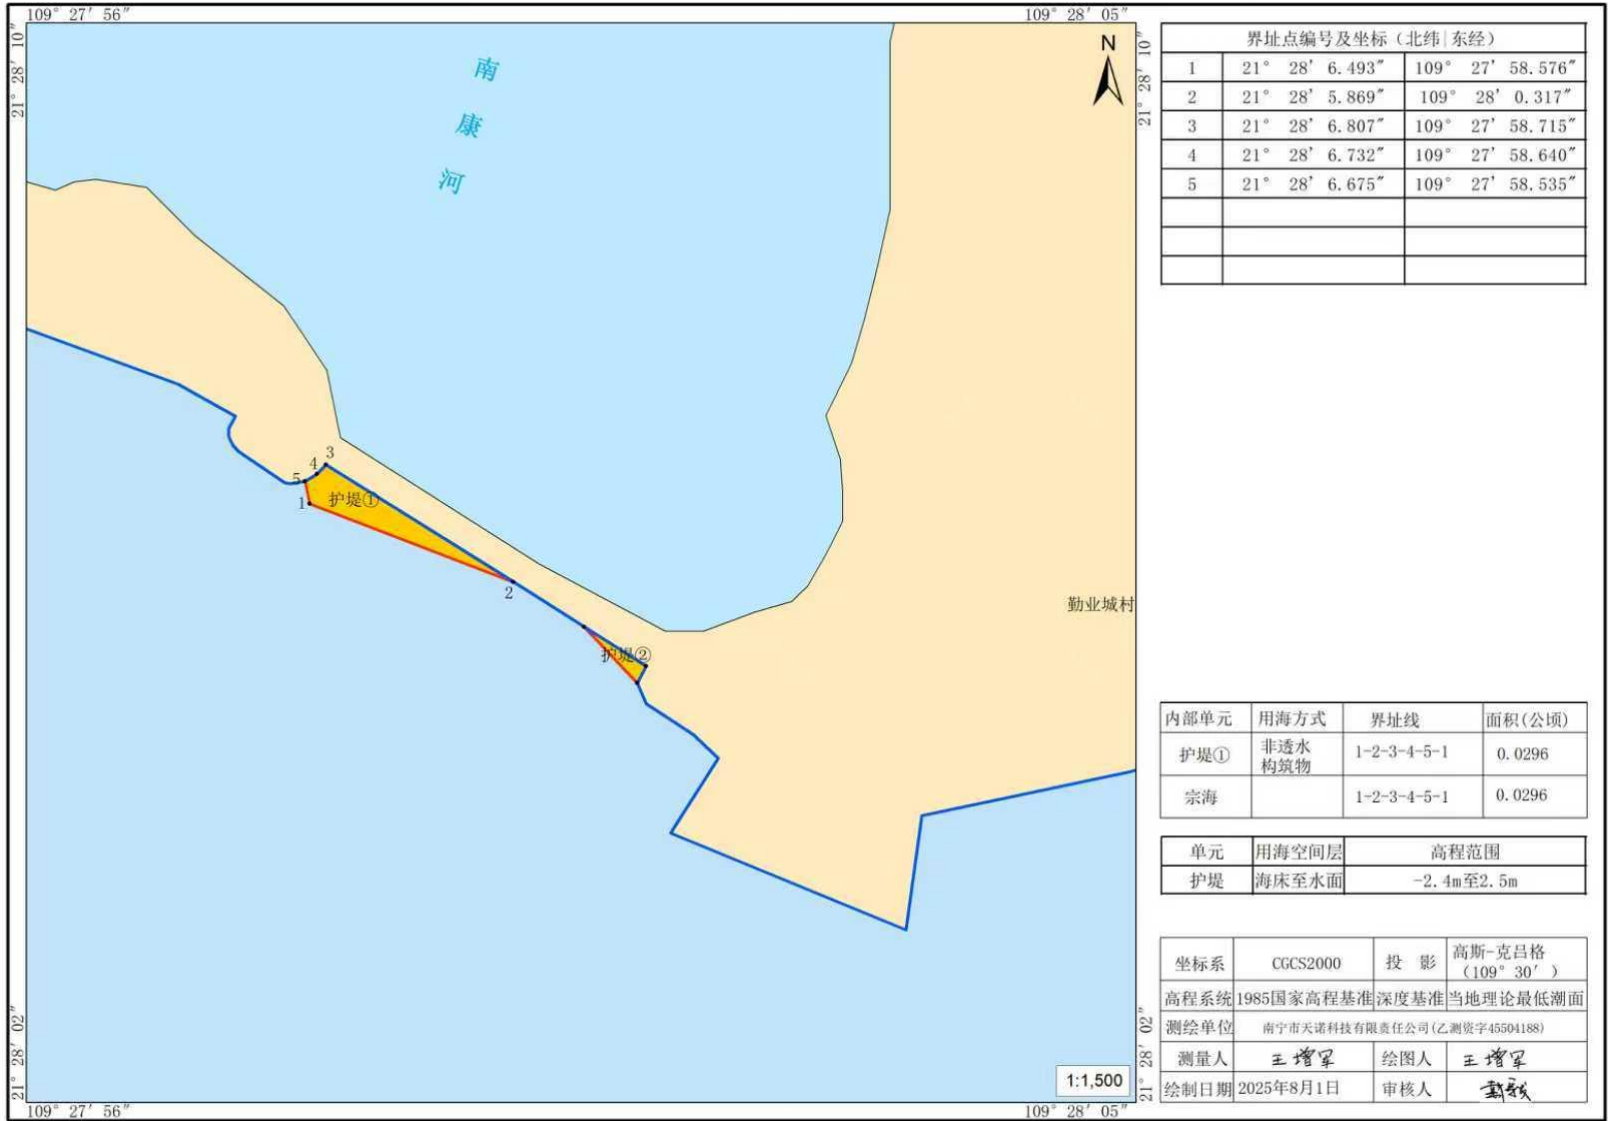 109° 27′ 56″
109° 28′ 05″
21° 28′ 10″
21° 28′ 10″
N
南
康
河
4
3
5
1
护堤①
2
护堤②
勤业城村
1:1,500
21° 28′ 02″
21° 28′ 02″
109° 27′ 56″
109° 28′ 05″
界址点编号及坐标（北纬|东经）
1 21° 28′ 6.493″ 109° 27′ 58.576″
2 21° 28′ 5.869″ 109° 28′ 0.317″
3 21° 28′ 6.807″ 109° 27′ 58.715″
4 21° 28′ 6.732″ 109° 27′ 58.640″
5 21° 28′ 6.675″ 109° 27′ 58.535″
内部单元 用海方式 界址线 面积(公顷)
护堤① 非透水构筑物 1-2-3-4-5-1 0.0296
宗海 1-2-3-4-5-1 0.0296
单元 用海空间层 高程范围
护堤 海床至水面 -2.4m至2.5m
坐标系 CGCS2000 投 影 高斯-克吕格（109° 30′ ）
高程系统 1985国家高程基准 深度基准 当地理论最低潮面
测绘单位 南宁市天诺科技有限责任公司(乙测资字45504188)
测量人 王增军 绘图人 王增军
绘制日期 2025年8月1日 审核人